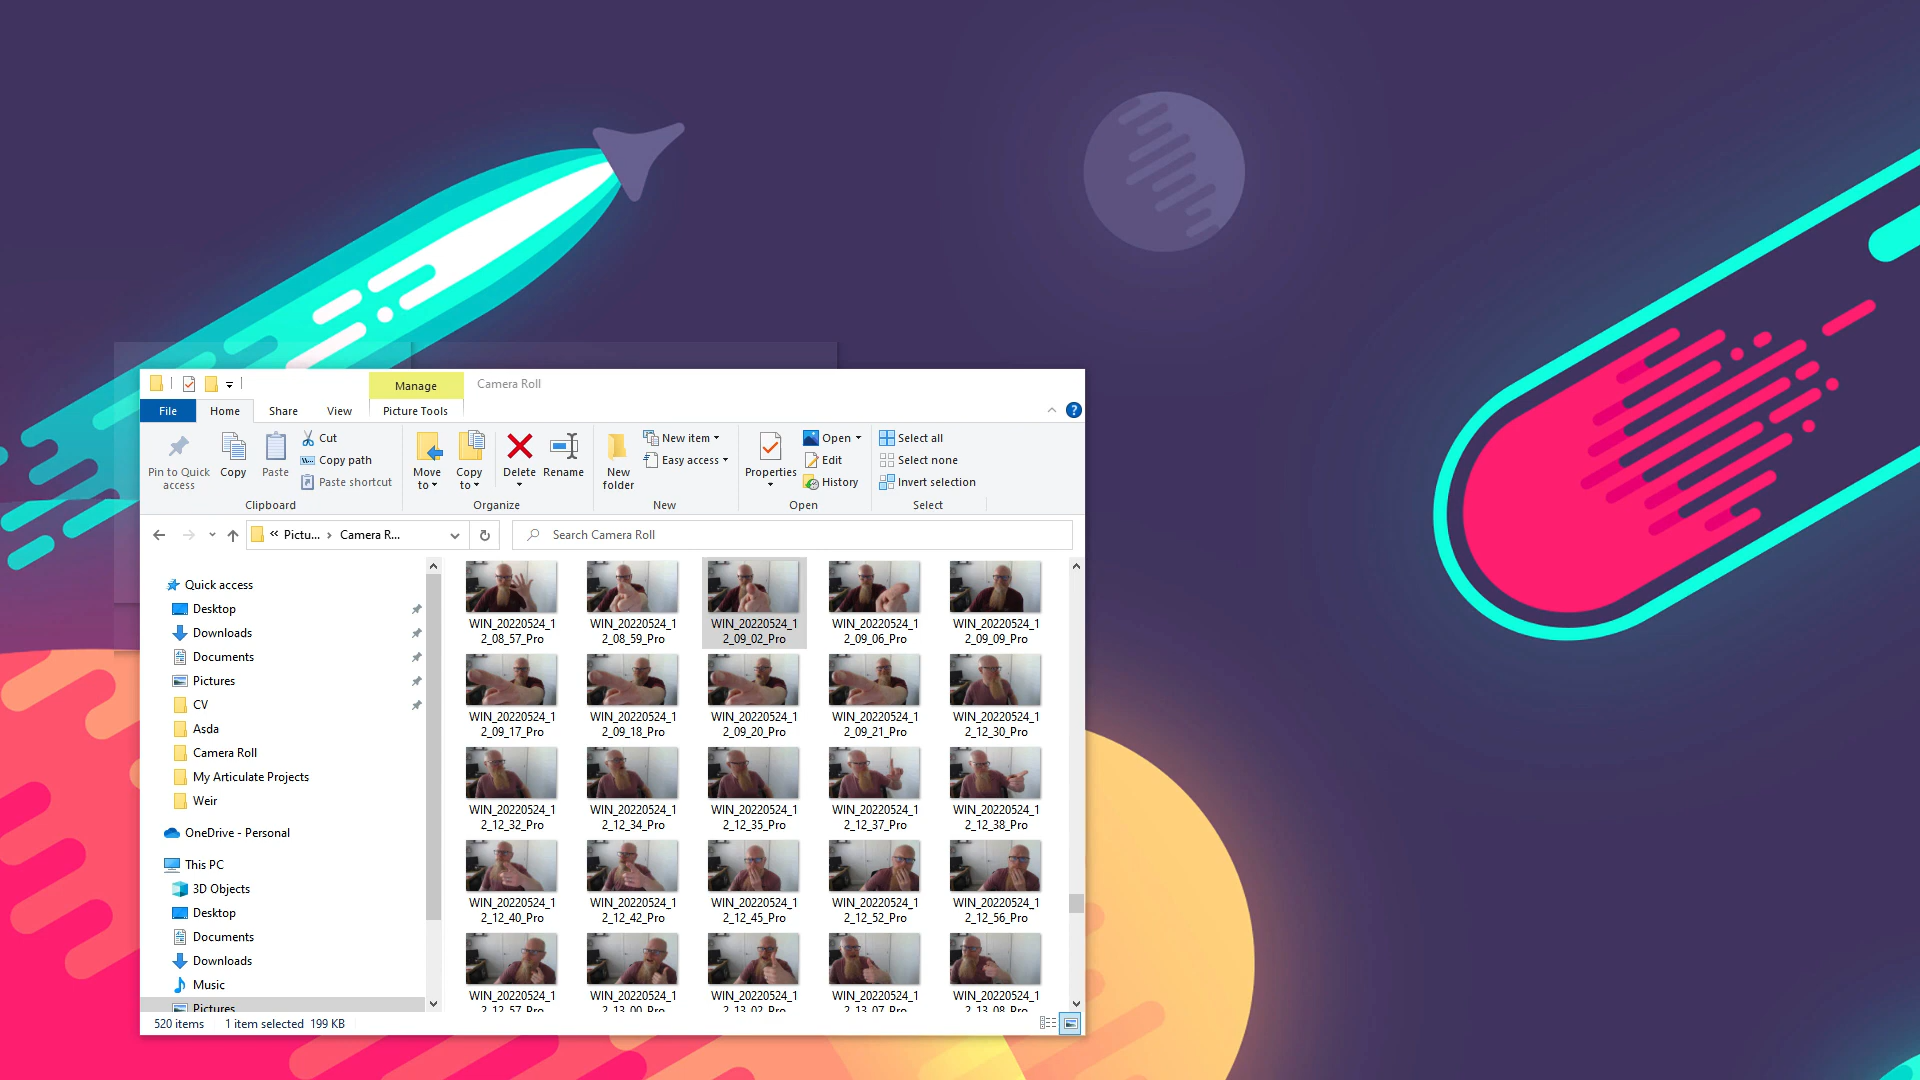 Manage
Camera Roll
File
Home
Share
View
Picture Tools
Pin to Quick access
Copy
Paste
Cut
Copy path
Paste shortcut
Clipboard
Move to
Copy to
Delete
Rename
Organize
New folder
New item
Easy access
New
Properties
Open
Edit
History
Open
Select all
Select none
Invert selection
Select
« Pictu... › Camera R...
Search Camera Roll
Quick access
Desktop
Downloads
Documents
Pictures
CV
Asda
Camera Roll
My Articulate Projects
Weir
OneDrive - Personal
This PC
3D Objects
Desktop
Documents
Downloads
Music
Pictures
WIN_20220524_1 WIN_20220524_1 WIN_20220524_1 WIN_20220524_1 WIN_20220524_1
2_08_57_Pro 2_08_59_Pro 2_09_02_Pro 2_09_06_Pro 2_09_09_Pro
WIN_20220524_1 WIN_20220524_1 WIN_20220524_1 WIN_20220524_1 WIN_20220524_1
2_09_17_Pro 2_09_18_Pro 2_09_20_Pro 2_09_21_Pro 2_12_30_Pro
WIN_20220524_1 WIN_20220524_1 WIN_20220524_1 WIN_20220524_1 WIN_20220524_1
2_12_32_Pro 2_12_34_Pro 2_12_35_Pro 2_12_37_Pro 2_12_38_Pro
WIN_20220524_1 WIN_20220524_1 WIN_20220524_1 WIN_20220524_1 WIN_20220524_1
2_12_40_Pro 2_12_42_Pro 2_12_45_Pro 2_12_52_Pro 2_12_56_Pro
WIN_20220524_1 WIN_20220524_1 WIN_20220524_1 WIN_20220524_1 WIN_20220524_1
2_12_57_Pro 2_13_00_Pro 2_13_02_Pro 2_13_07_Pro 2_13_08_Pro
520 items 1 item selected 199 KB